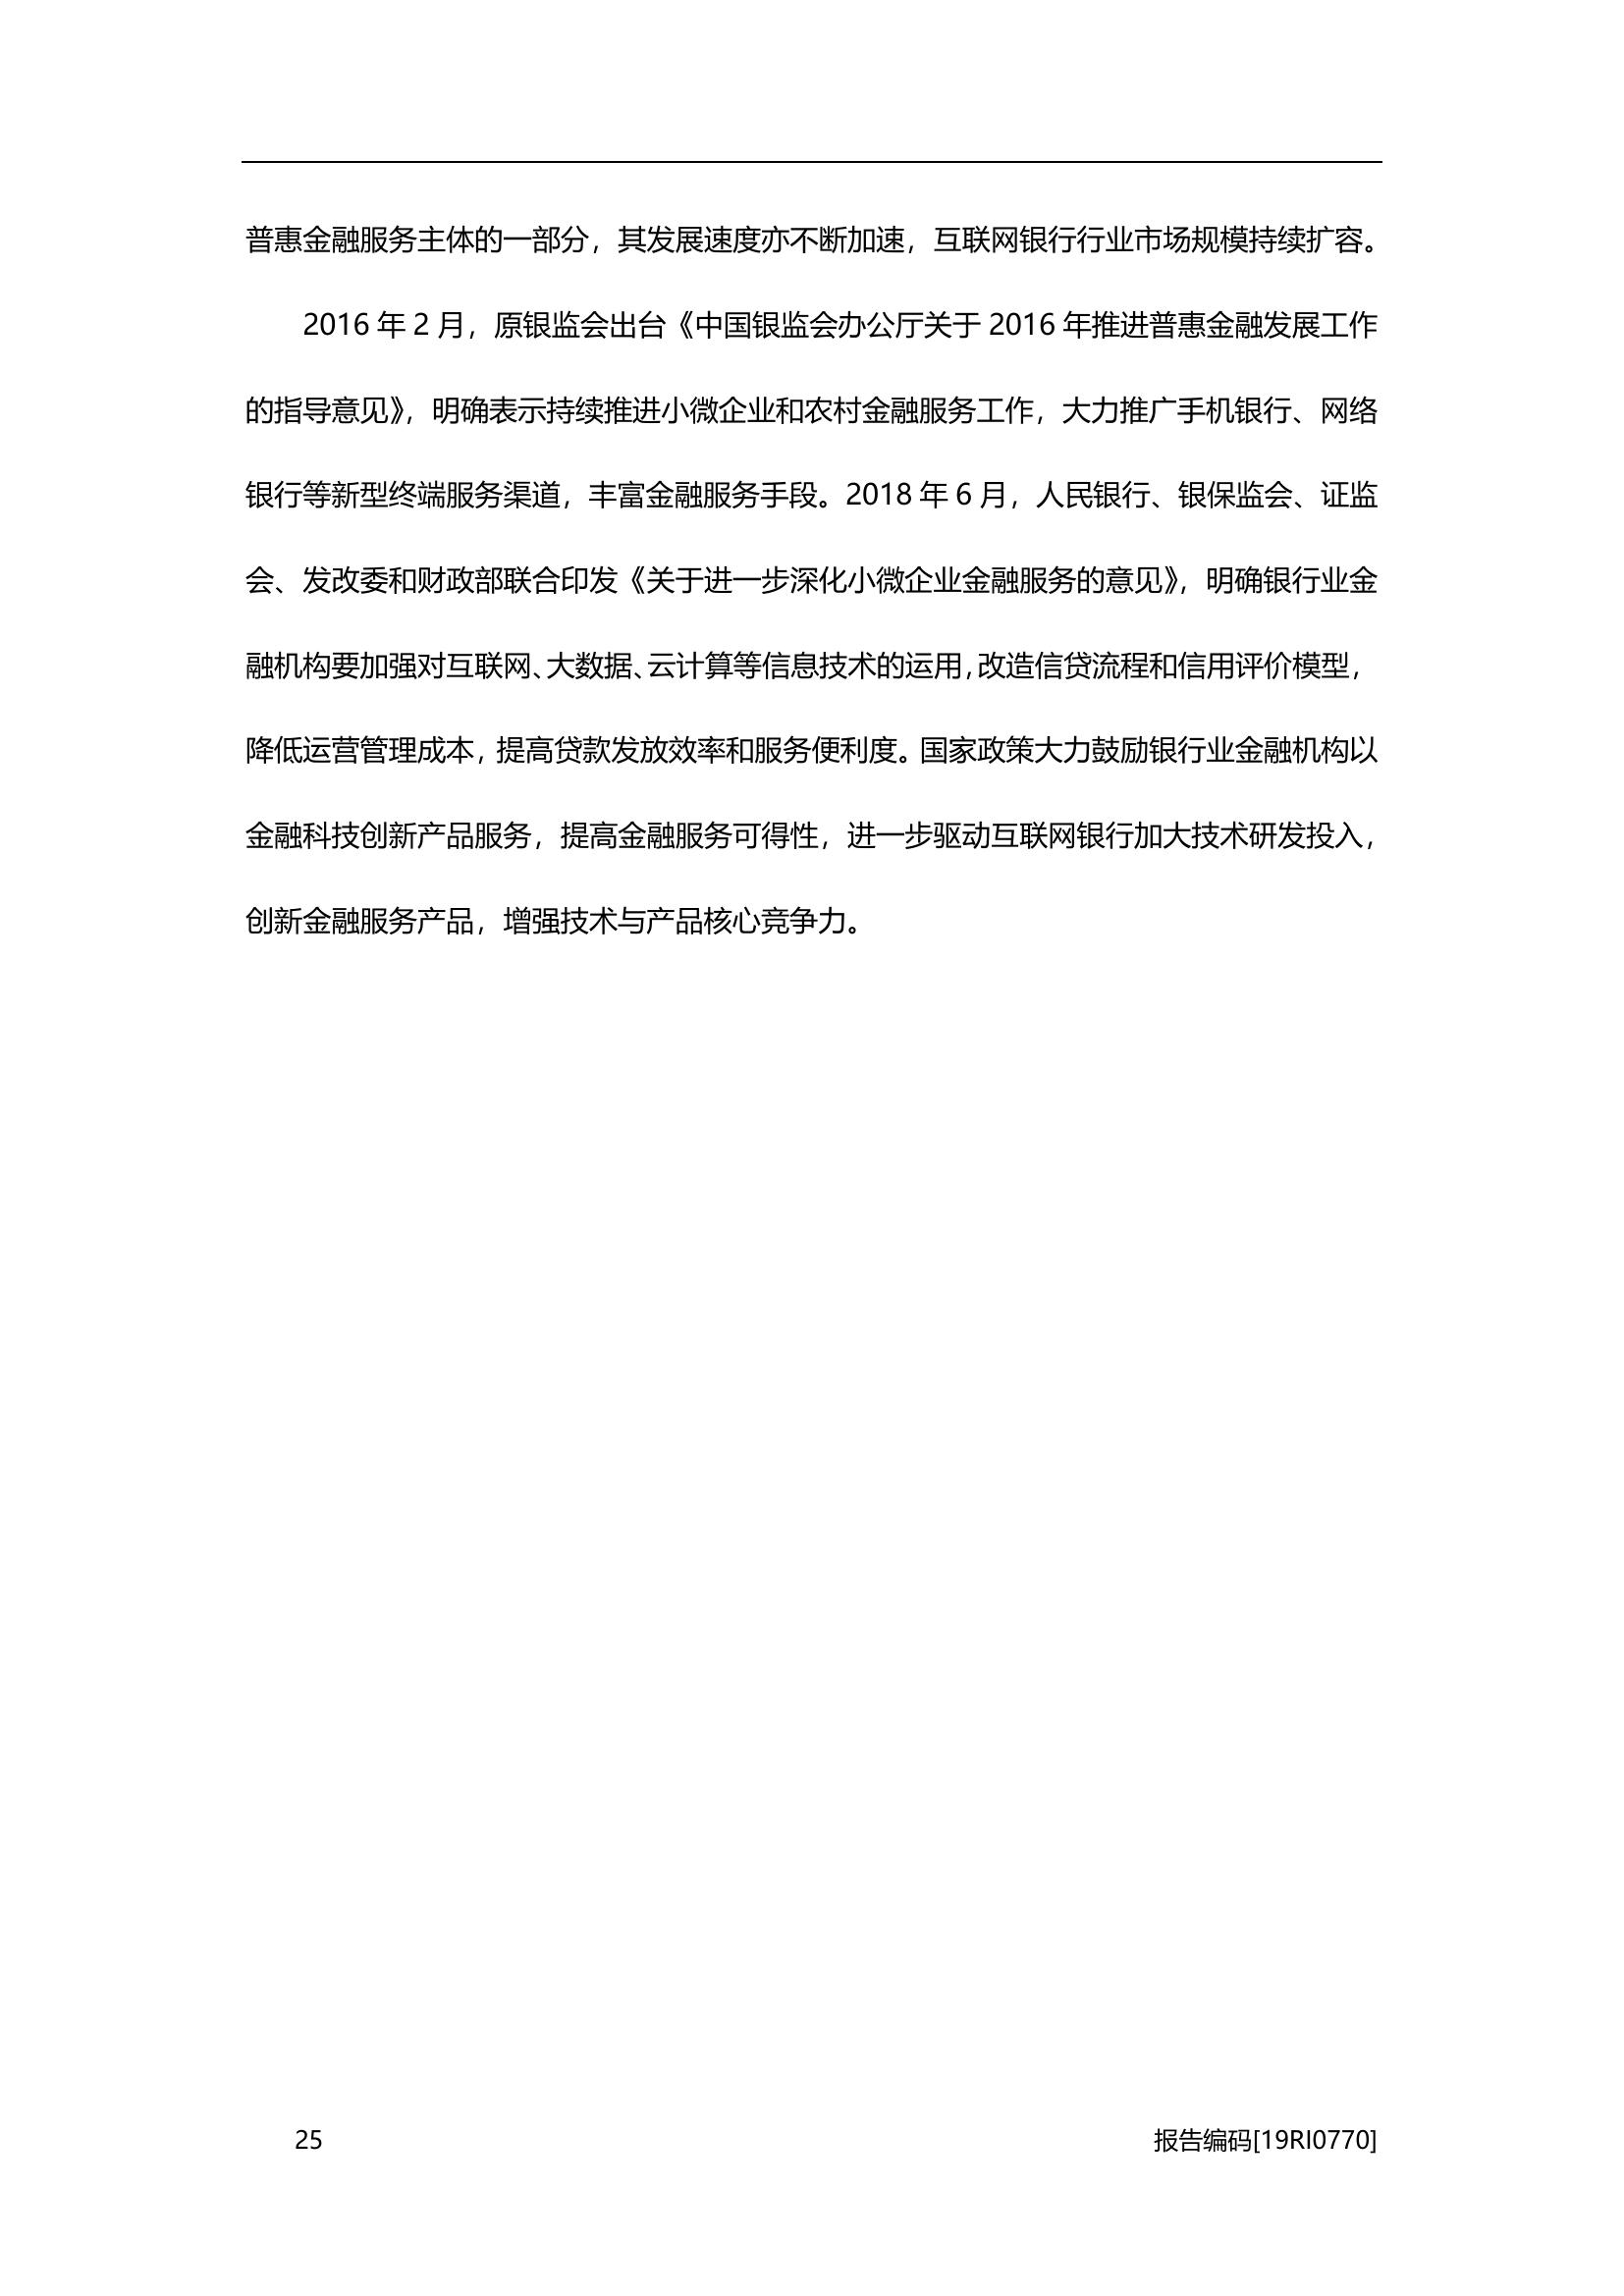 普惠金融服务主体的一部分，其发展速度亦不断加速，互联网银行行业市场规模持续扩容。
2016 年 2 月，原银监会出台《中国银监会办公厅关于 2016 年推进普惠金融发展工作
的指导意见》，明确表示持续推进小微企业和农村金融服务工作，大力推广手机银行、网络
银行等新型终端服务渠道，丰富金融服务手段。2018 年 6 月，人民银行、银保监会、证监
会、发改委和财政部联合印发《关于进一步深化小微企业金融服务的意见》，明确银行业金
融机构要加强对互联网、大数据、云计算等信息技术的运用，改造信贷流程和信用评价模型，
降低运营管理成本，提高贷款发放效率和服务便利度。国家政策大力鼓励银行业金融机构以
金融科技创新产品服务，提高金融服务可得性，进一步驱动互联网银行加大技术研发投入，
创新金融服务产品，增强技术与产品核心竞争力。
25 报告编码[19RI0770]